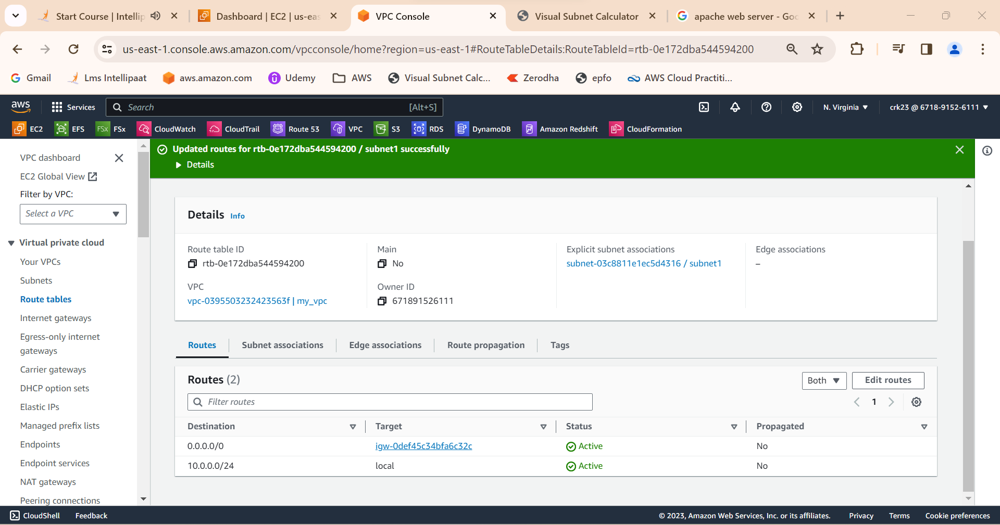 Start Course | Intellip
Dashboard | EC2 | us-eas
VPC Console
Visual Subnet Calculator
apache web server - Goo
us-east-1.console.aws.amazon.com/vpcconsole/home?region=us-east-1#RouteTableDetails:RouteTableId=rtb-0e172dba544594200
Gmail
Lms Intellipaat
aws.amazon.com
Udemy
AWS
Visual Subnet Calc...
Zerodha
epfo
AWS Cloud Practiti...
aws
Services
Search
[Alt+S]
N. Virginia
crk23 @ 6718-9152-6111
EC2
EFS
FSx
FSx
CloudWatch
CloudTrail
Route 53
VPC
S3
RDS
DynamoDB
Amazon Redshift
CloudFormation
VPC dashboard
EC2 Global View
Filter by VPC:
Select a VPC
Virtual private cloud
Your VPCs
Subnets
Route tables
Internet gateways
Egress-only internet
gateways
Carrier gateways
DHCP option sets
Elastic IPs
Managed prefix lists
Endpoints
Endpoint services
NAT gateways
Peering connections
Updated routes for rtb-0e172dba544594200 / subnet1 successfully
Details
Details Info
Route table ID
rtb-0e172dba544594200
Main
No
Explicit subnet associations
subnet-03c8811e1ec5d4316 / subnet1
Edge associations
–
VPC
vpc-0395503232423563f | my_vpc
Owner ID
671891526111
Routes
Subnet associations
Edge associations
Route propagation
Tags
Routes (2)
Both
Edit routes
Filter routes
1
Destination Target Status Propagated
0.0.0.0/0 igw-0def45c34bfa6c32c Active No
10.0.0.0/24 local Active No
CloudShell
Feedback
© 2023, Amazon Web Services, Inc. or its affiliates.
Privacy
Terms
Cookie preferences